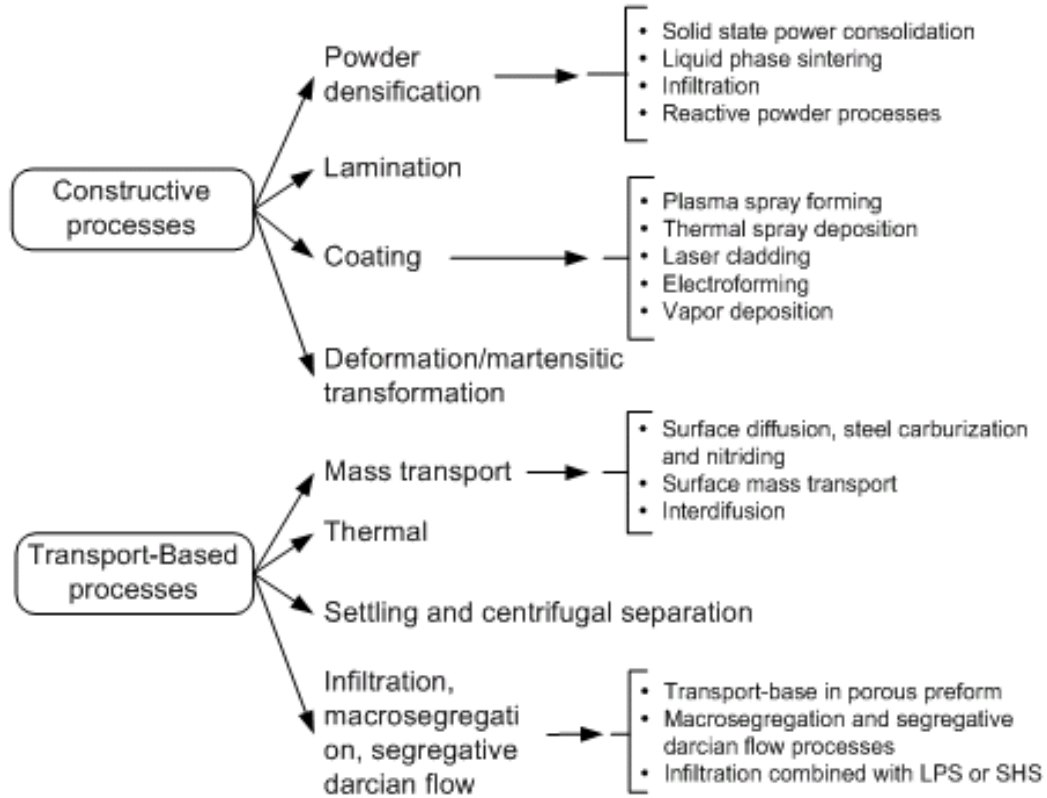 Constructive
processes
Powder
densification
• Solid state power consolidation
• Liquid phase sintering
• Infiltration
• Reactive powder processes
Lamination
Coating
• Plasma spray forming
• Thermal spray deposition
• Laser cladding
• Electroforming
• Vapor deposition
Deformation/martensitic
transformation
Transport-Based
processes
Mass transport
• Surface diffusion, steel carburization
and nitriding
• Surface mass transport
• Interdifusion
Thermal
Settling and centrifugal separation
Infiltration,
macrosegregati
on, segregative
darcian flow
• Transport-base in porous preform
• Macrosegregation and segregative
darcian flow processes
• Infiltration combined with LPS or SHS